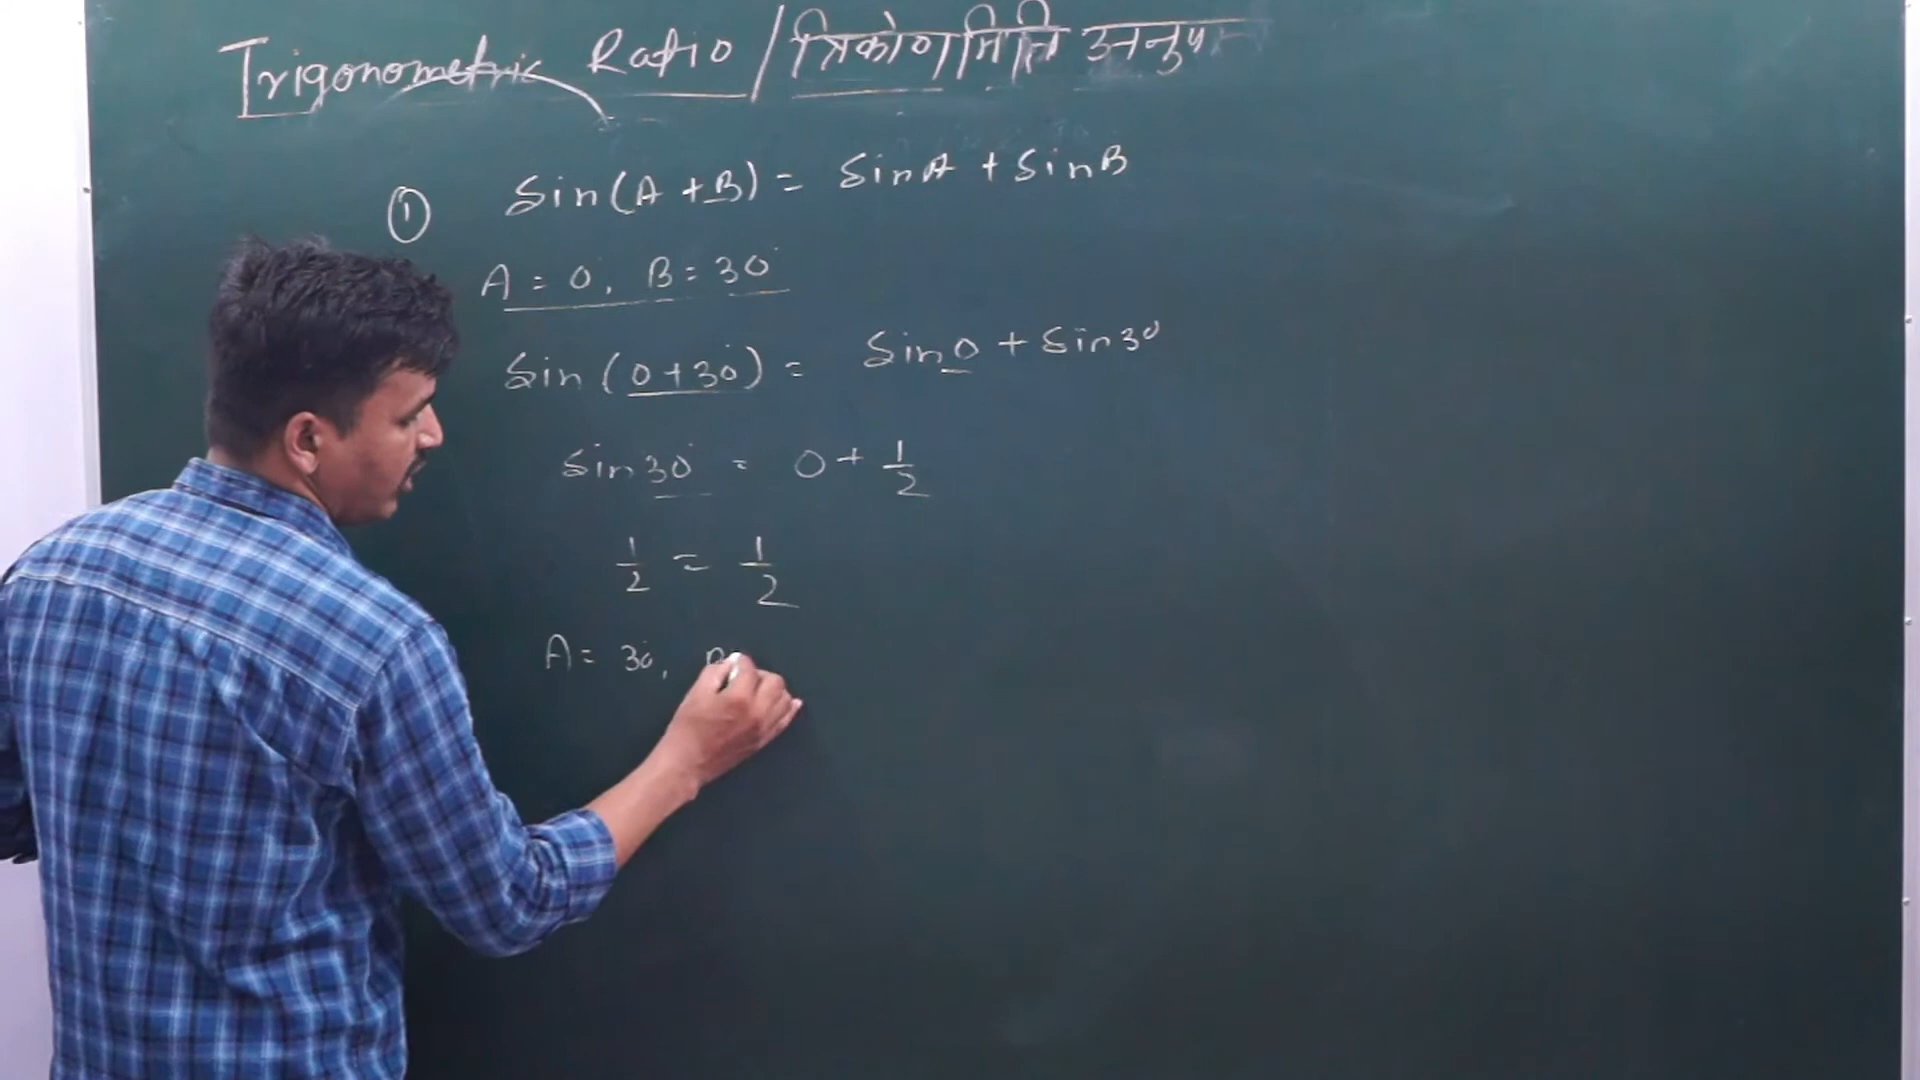 Trigonometric Ratio / त्रिकोणमिति
① Sin(A + B) = SinA + SinB
A = 0°, B = 30°
Sin (0+30°) = Sin0 + Sin30
Sin30° = 0 + 1/2
1/2 = 1/2
A = 30°,